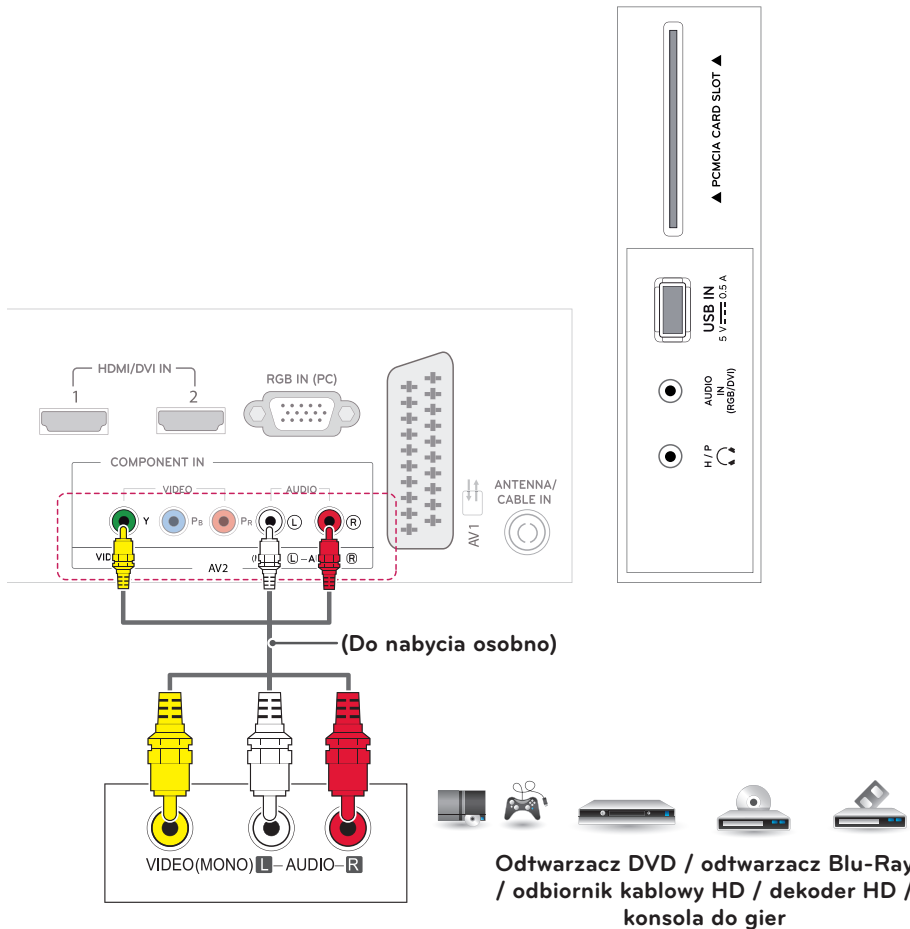 ▲ PCMCIA CARD SLOT ▲
USB IN
5 V 0.5 A
AUDIO
IN
(RGB/DVI)
H / P
HDMI/DVI IN
1 2
RGB IN (PC)
COMPONENT IN
VIDEO AUDIO
Y PB PR L R
L R
AV2
AV1
ANTENNA/
CABLE IN
(Do nabycia osobno)
VIDEO(MONO) L – AUDIO – R
Odtwarzacz DVD / odtwarzacz Blu-Ray
/ odbiornik kablowy HD / dekoder HD /
konsola do gier